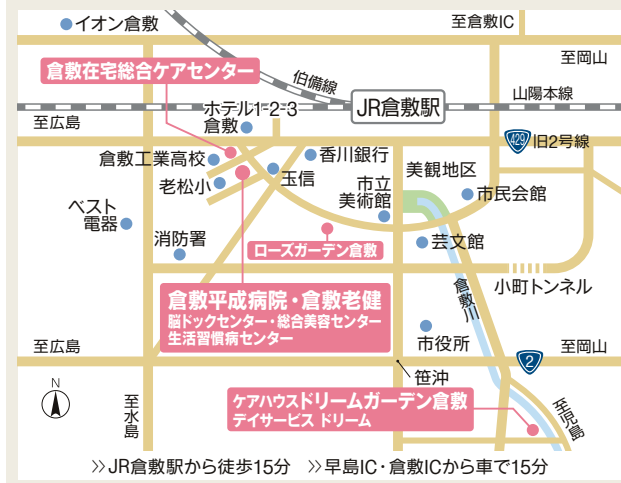 イオン倉敷
至倉敷IC
至岡山
倉敷在宅総合ケアセンター
伯備線
JR倉敷駅
山陽本線
ホテル1-2-3
倉敷
至広島
429
旧2号線
倉敷工業高校
香川銀行
美観地区
老松小
玉信
市立
美術館
市民会館
ベスト
電器
消防署
ローズガーデン倉敷
芸文館
倉敷川
小町トンネル
倉敷平成病院・倉敷老健
脳ドックセンター・総合美容センター
生活習慣病センター
市役所
至広島
2
至岡山
笹沖
N
至水島
ケアハウスドリームガーデン倉敷
デイサービス ドリーム
至児島
≫JR倉敷駅から徒歩15分 ≫早島IC・倉敷ICから車で15分